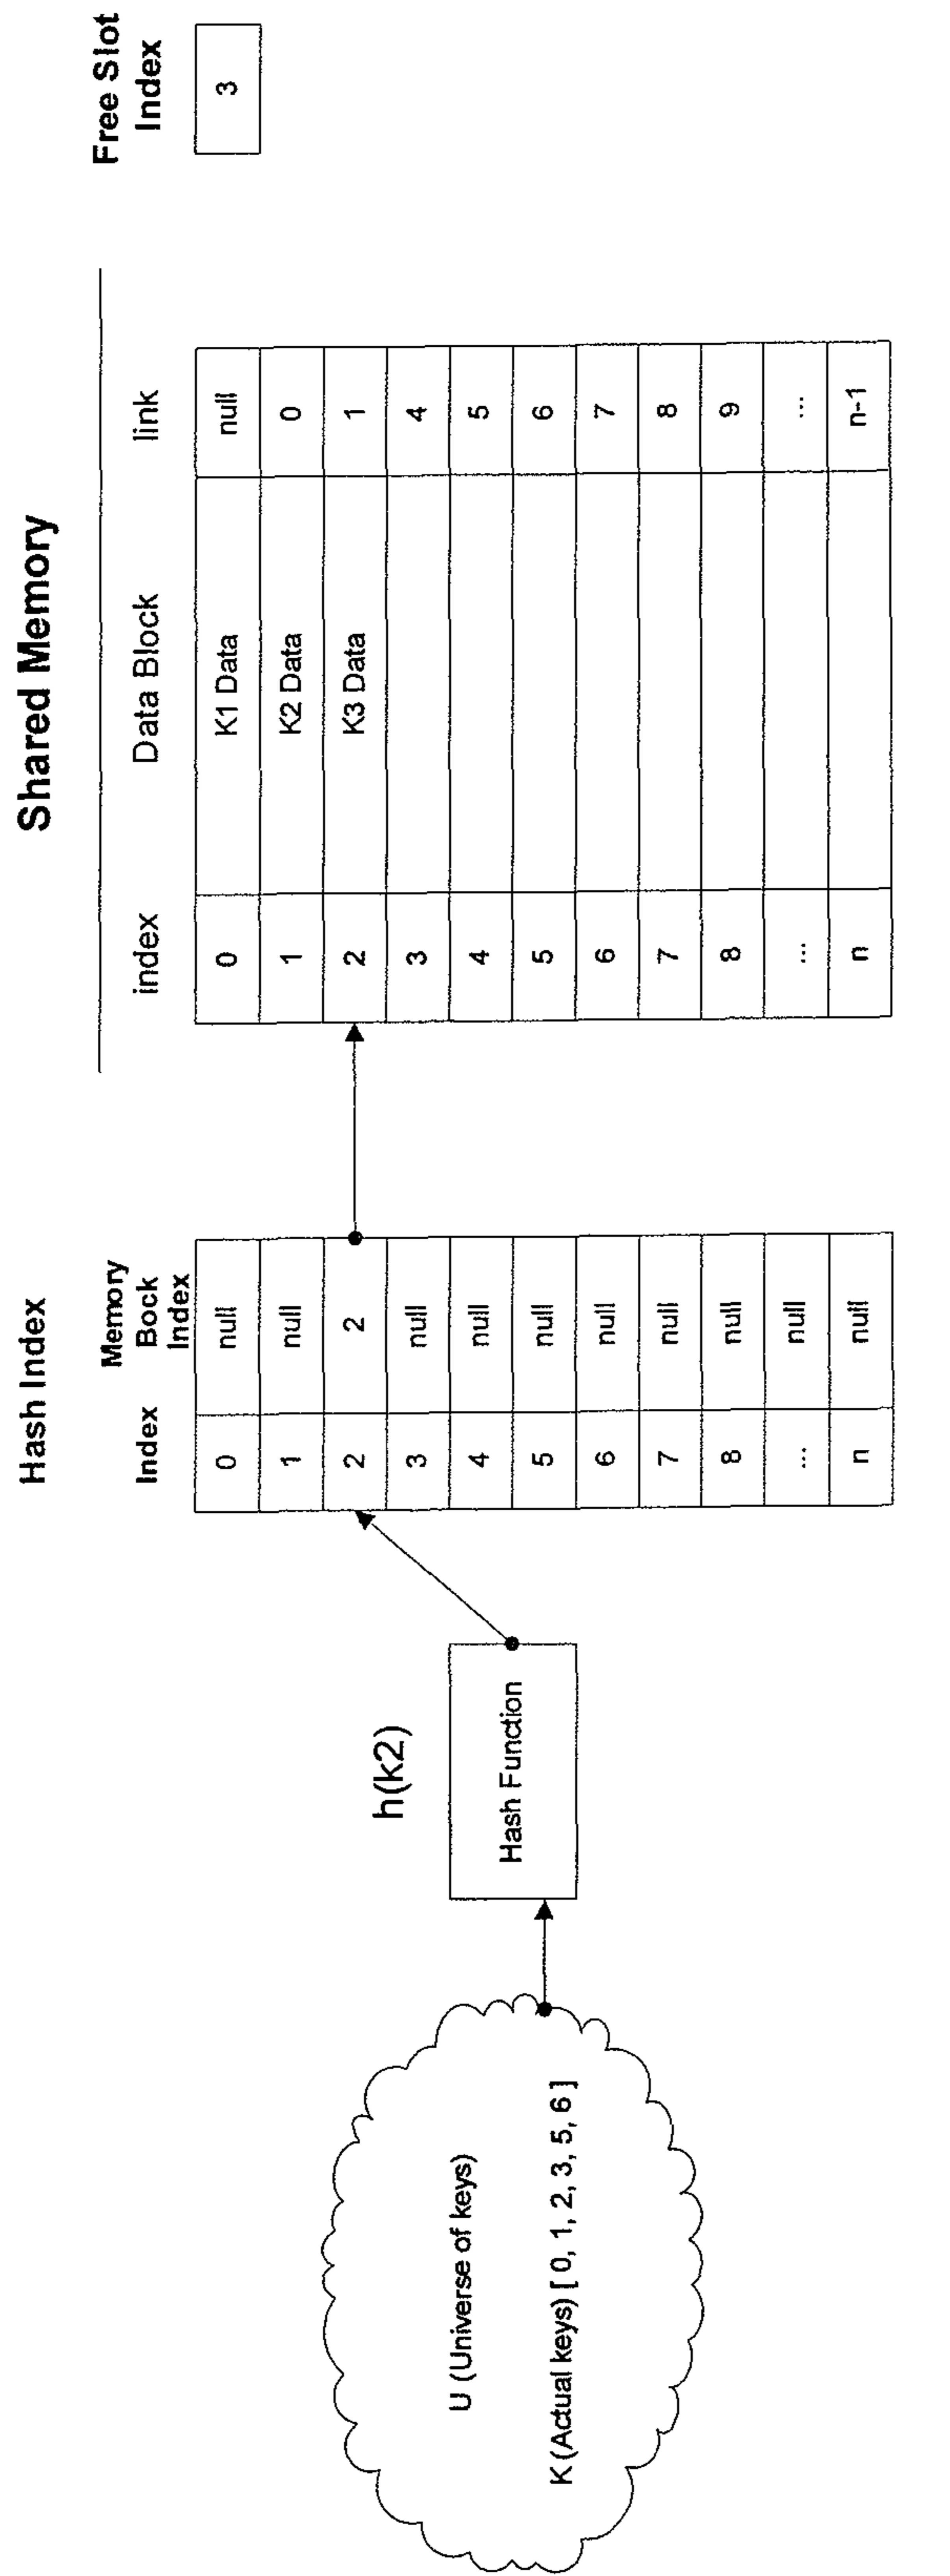 Hash Index
Shared Memory
Free Slot
Index
Index
Memory
Bock
Index
index
Data Block
link
0 null
1 null
2 2
3 null
4 null
5 null
6 null
7 null
8 null
... null
n null
0 K1 Data null
1 K2 Data 0
2 K3 Data 1
3 4
4 5
5 6
6 7
7 8
8 9
... ...
n n-1
3
h(k2)
Hash Function
U (Universe of keys)
K (Actual keys) [ 0, 1, 2, 3, 5, 6 ]